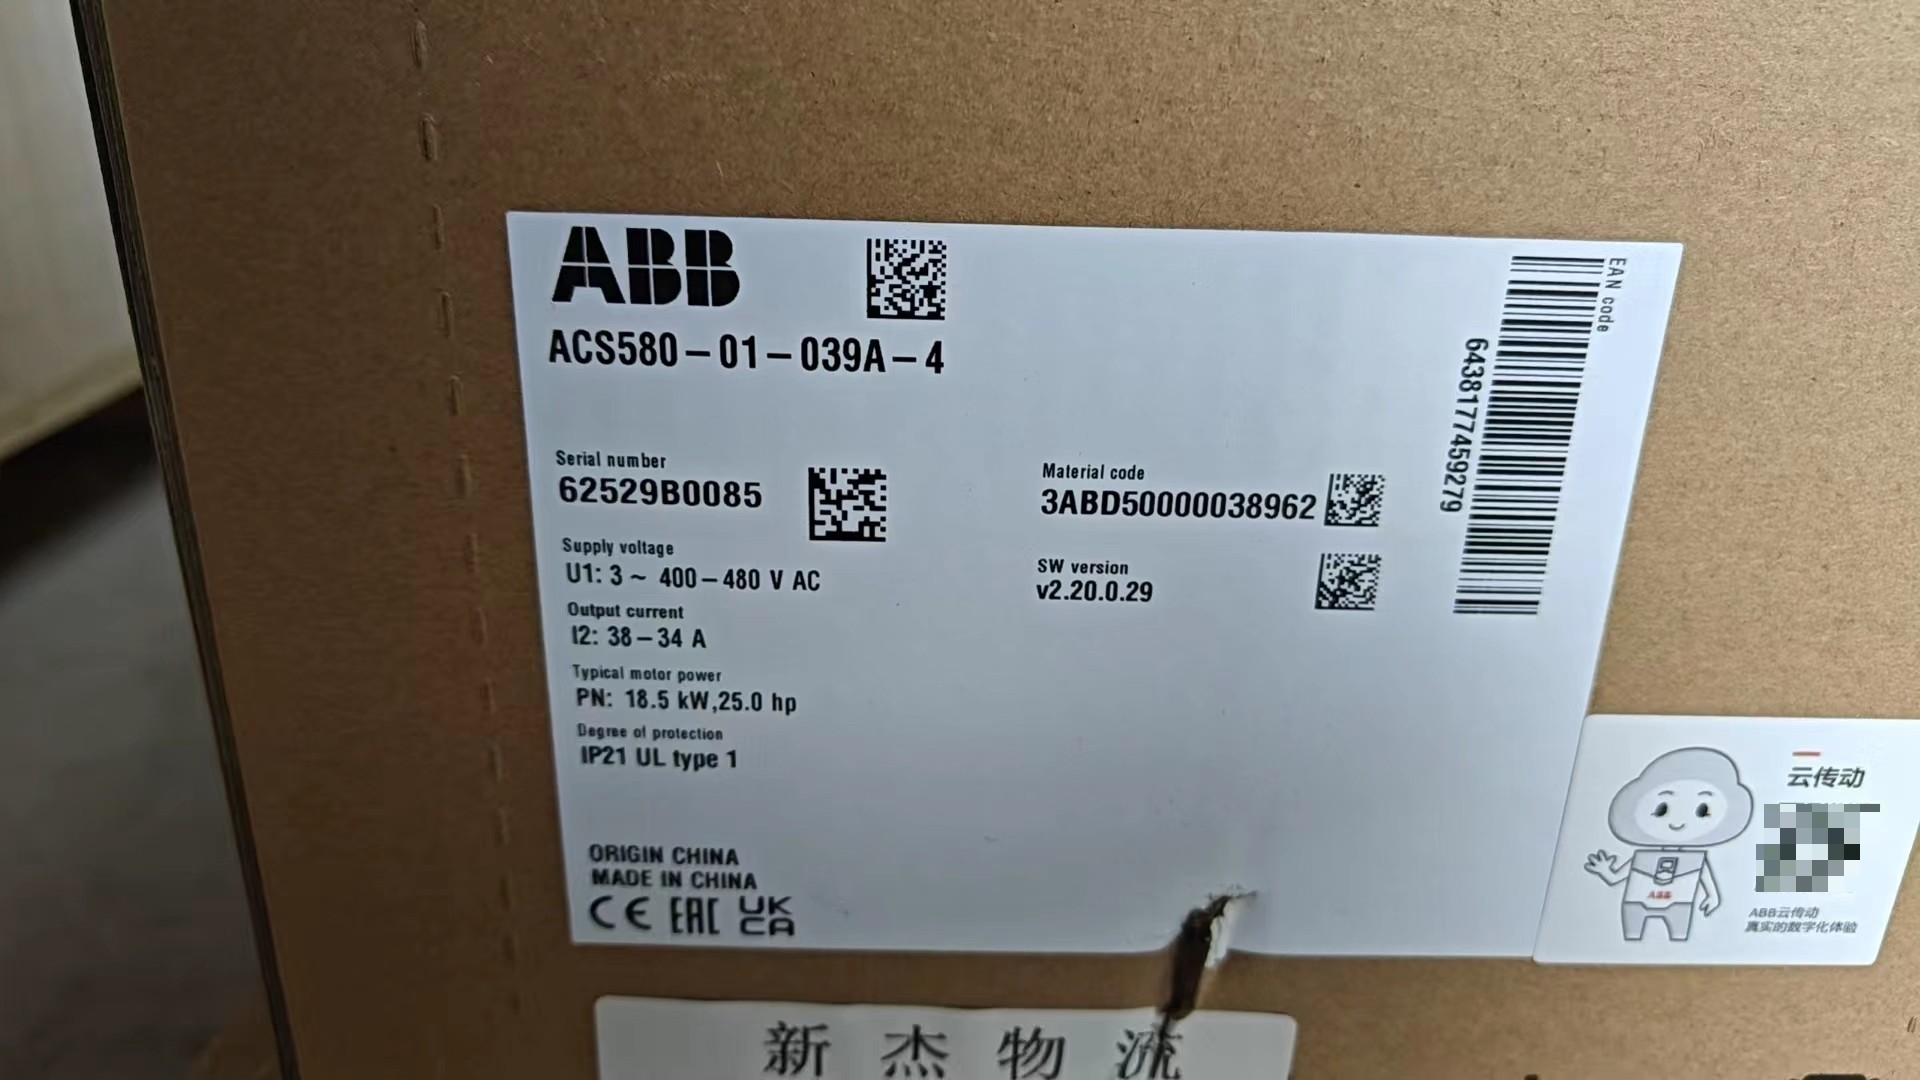 ABB
ACS580-01-039A-4
Serial number
62529B0085
Supply voltage
U1: 3~ 400-480 V AC
Output current
I2: 38-34 A
Typical motor power
PN: 18.5 kW,25.0 hp
Degree of protection
IP21 UL type 1
ORIGIN CHINA
MADE IN CHINA
CE EAC UK CA
Material code
3ABD50000038962
SW version
v2.20.0.29
EAN code
6438177459279
云传动
ABB
ABB云传动
真实的数字化体验
新杰物流